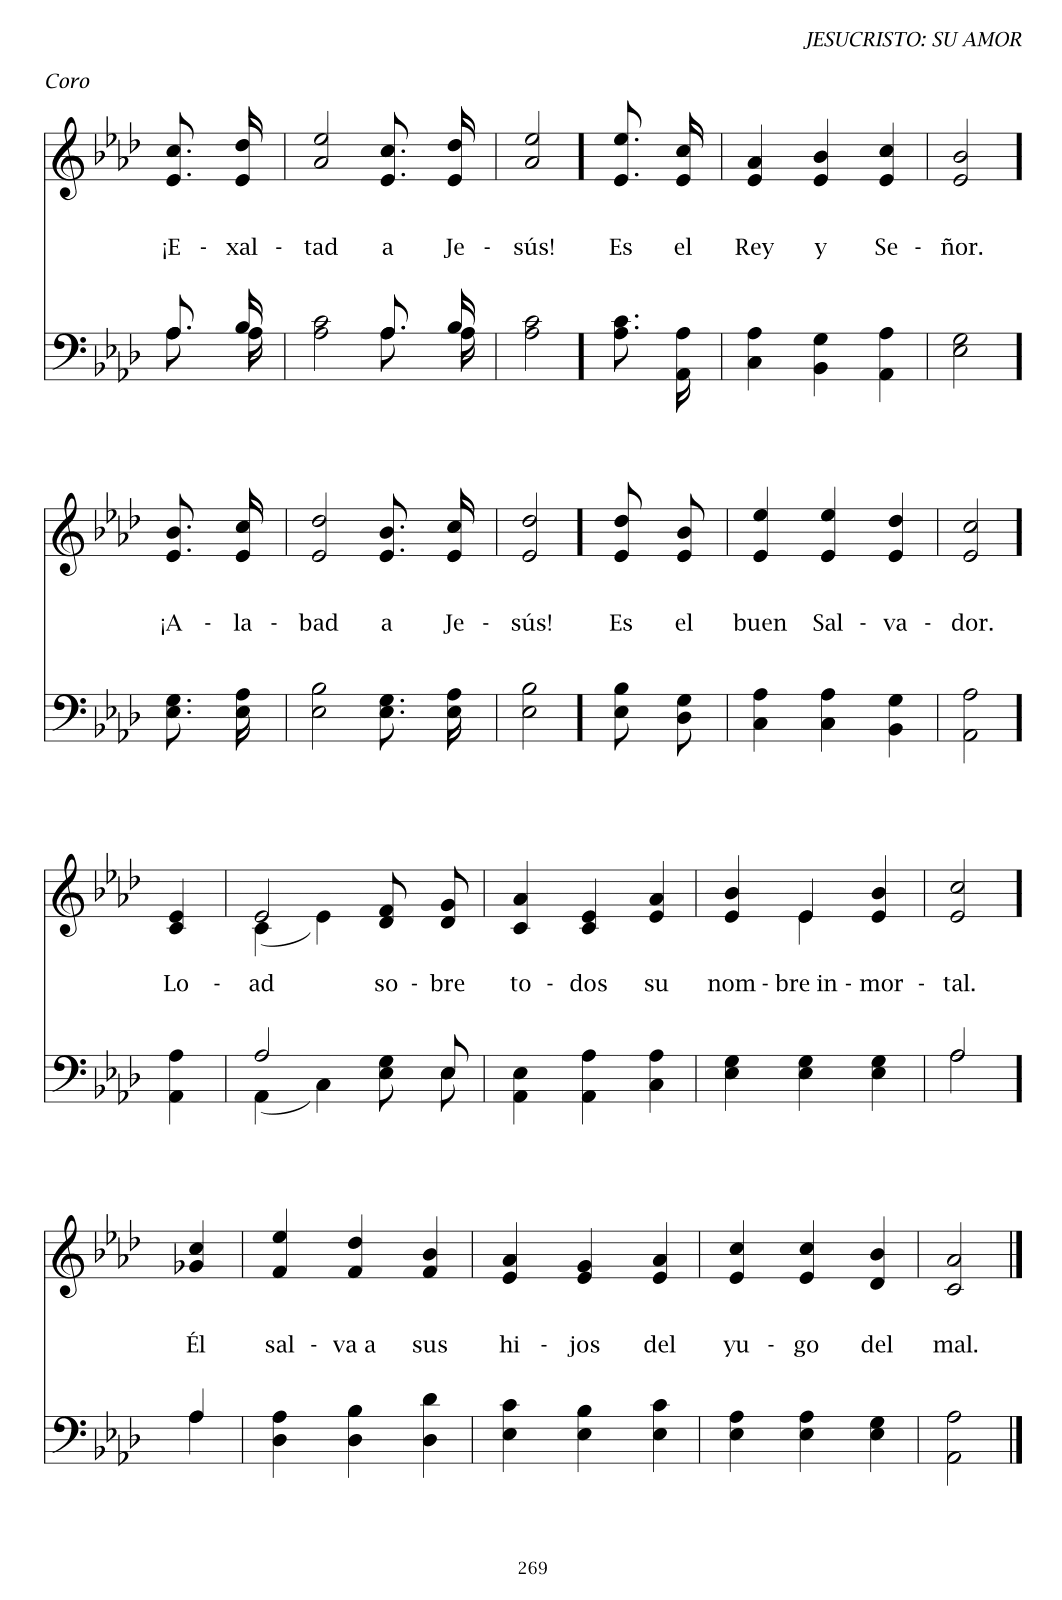 JESUCRISTO: SU AMOR
Coro
¡E - xal - tad a Je - sús! Es el Rey y Se - ñor.
¡A - la - bad a Je - sús! Es el buen Sal - va - dor.
Lo - ad so - bre to - dos su nom - bre in - mor - tal.
Él sal - va a sus hi - jos del yu - go del mal.
269